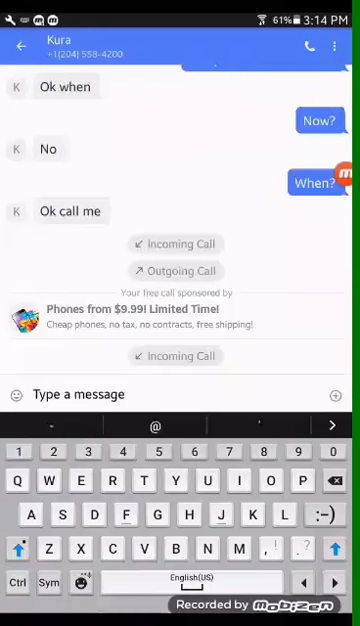 61% 3:14 PM
Kura
+1(204) 558-4200
K Ok when
Now?
K No
When?
K Ok call me
Incoming Call
Outgoing Call
Your free call sponsored by
Phones from $9.99! Limited Time!
Cheap phones, no tax, no contracts, free shipping!
Incoming Call
Type a message
- @ '
1 2 3 4 5 6 7 8 9 0
Q W E R T Y U I O P
A S D F G H J K L :-)
Z X C V B N M , ! . ?
Ctrl Sym English(US)
Recorded by mobizen